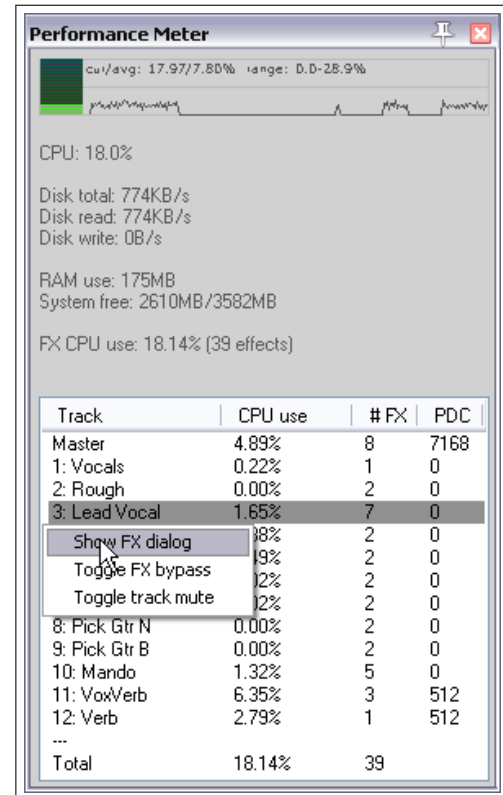 Performance Meter
cur/avg: 17.97/7.80% range: 0.0-28.9%
CPU: 18.0%
Disk total: 774KB/s
Disk read: 774KB/s
Disk write: 0B/s
RAM use: 175MB
System free: 2610MB/3582MB
FX CPU use: 18.14% (39 effects)
Track CPU use # FX PDC
Master 4.89% 8 7168
1: Vocals 0.22% 1 0
2: Rough 0.00% 2 0
3: Lead Vocal 1.65% 7 0
Show FX dialog 2 0
Toggle FX bypass 2 0
2 0
Toggle track mute 2 0
8: Pick Gtr N 0.00% 2 0
9: Pick Gtr B 0.00% 2 0
10: Mando 1.32% 5 0
11: VoxVerb 6.35% 3 512
12: Verb 2.79% 1 512
---
Total 18.14% 39